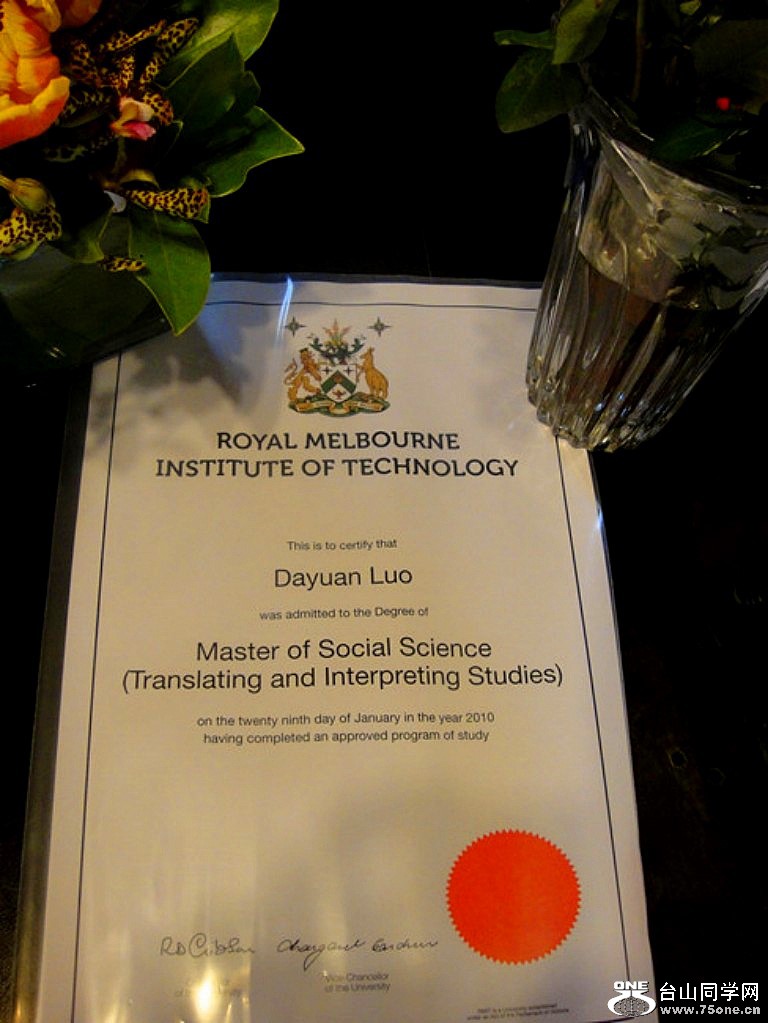 ROYAL MELBOURNE
INSTITUTE OF TECHNOLOGY
This is to certify that
Dayuan Luo
was admitted to the Degree of
Master of Social Science
(Translating and Interpreting Studies)
on the twenty ninth day of January in the year 2010
having completed an approved program of study
Vice-Chancellor
of the University
ONE
台山同学网
www.75one.cn